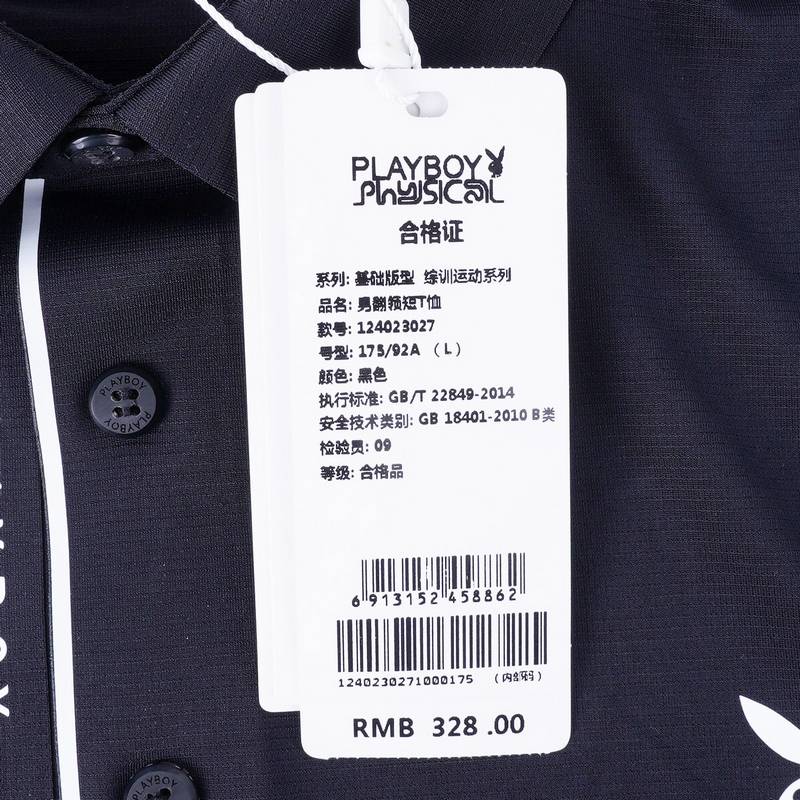 PLAYBOY
PhYSICAL
合格证
系列: 基础版型 综训运动系列
品名: 男翻领短T恤
款号: 124023027
号型: 175/92A （L）
颜色: 黑色
执行标准: GB/T 22849-2014
安全技术类别: GB 18401-2010 B类
检验员: 09
等级: 合格品
6 913152 458862
1240230271000175 （内部码）
RMB 328.00
PLAYBOY
PLAYBOY
PLAYBOY